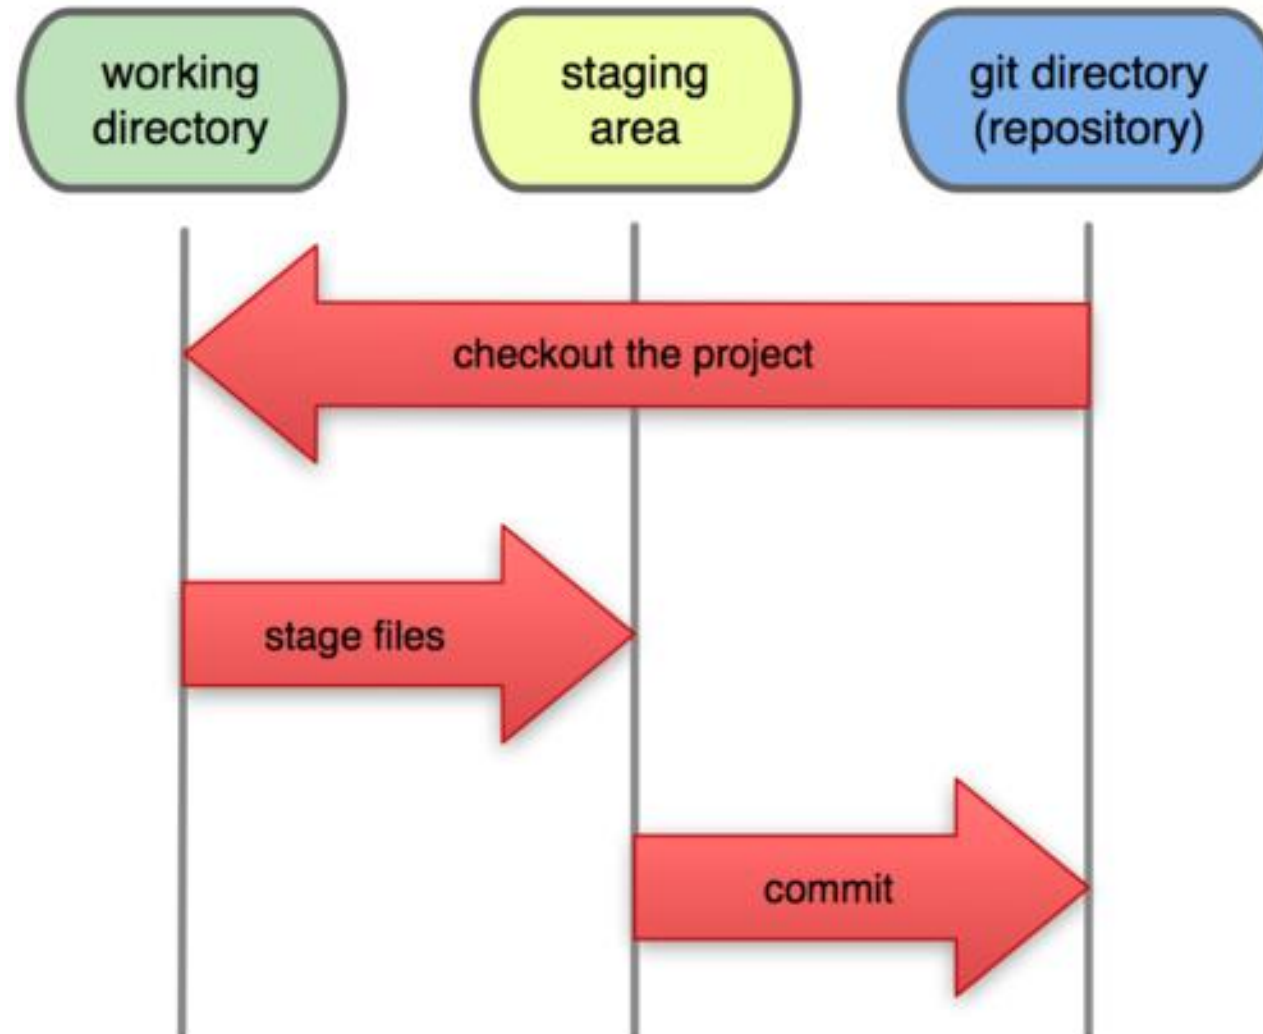 working
directory
staging
area
git directory
(repository)
checkout the project
stage files
commit